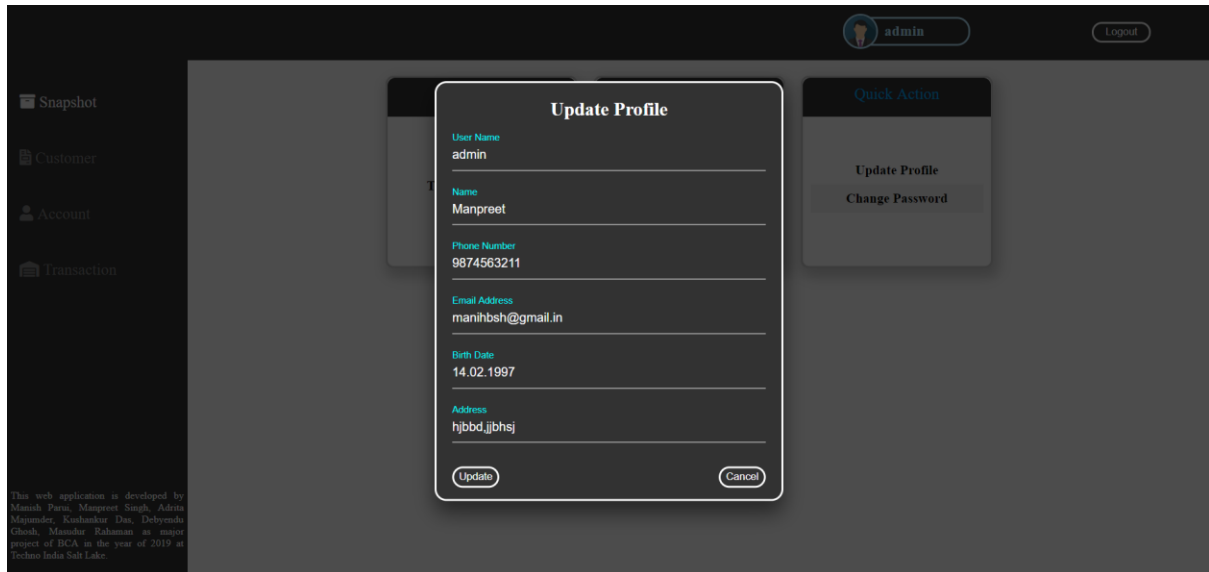 admin
Logout
Snapshot
Customer
Account
Transaction
Quick Action
Update Profile
Change Password
T
Update Profile
User Name
admin
Name
Manpreet
Phone Number
9874563211
Email Address
manihbsh@gmail.in
Birth Date
14.02.1997
Address
hjbbd,jjbhsj
Update
Cancel
This web application is developed by
Manish Parui, Manpreet Singh, Adrita
Majumder, Kushankur Das, Debyendu
Ghosh, Masudur Rahaman as major
project of BCA in the year of 2019 at
Techno India Salt Lake.